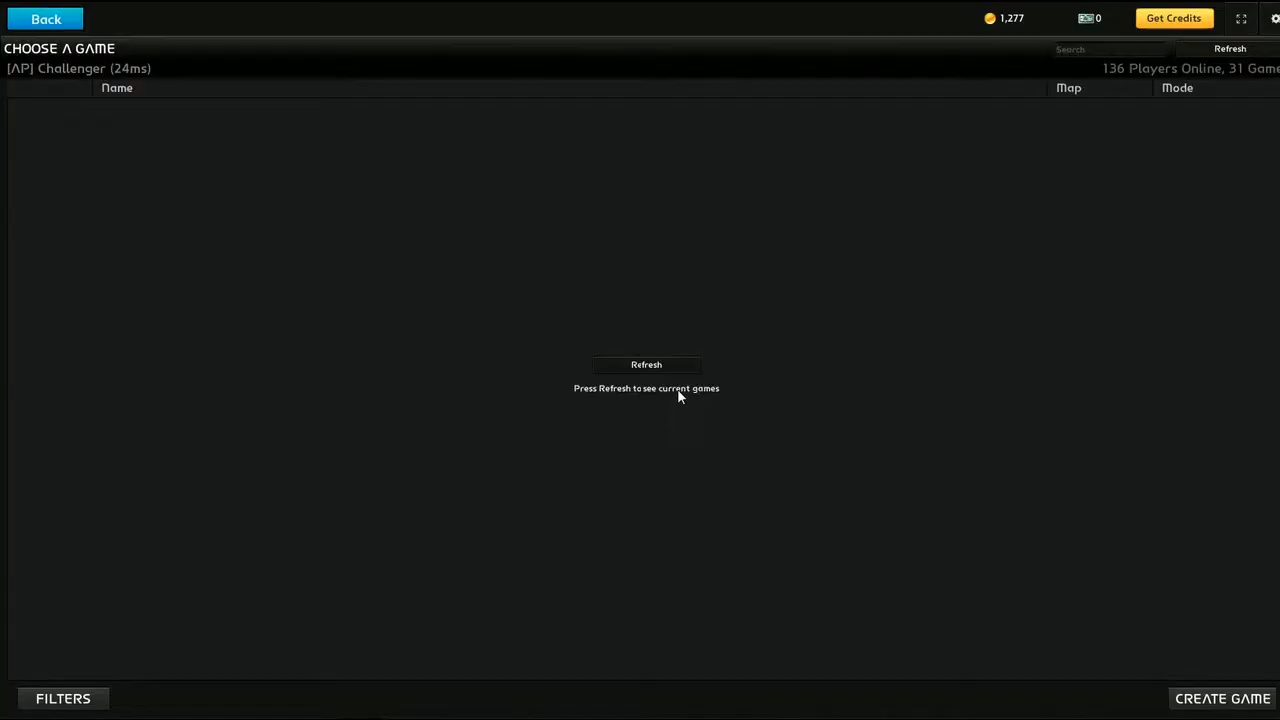 Back
1,277
0
Get Credits
CHOOSE A GAME
Search
Refresh
[AP] Challenger (24ms)
136 Players Online, 31 Game
Name
Map
Mode
Refresh
Press Refresh to see current games
FILTERS
CREATE GAME